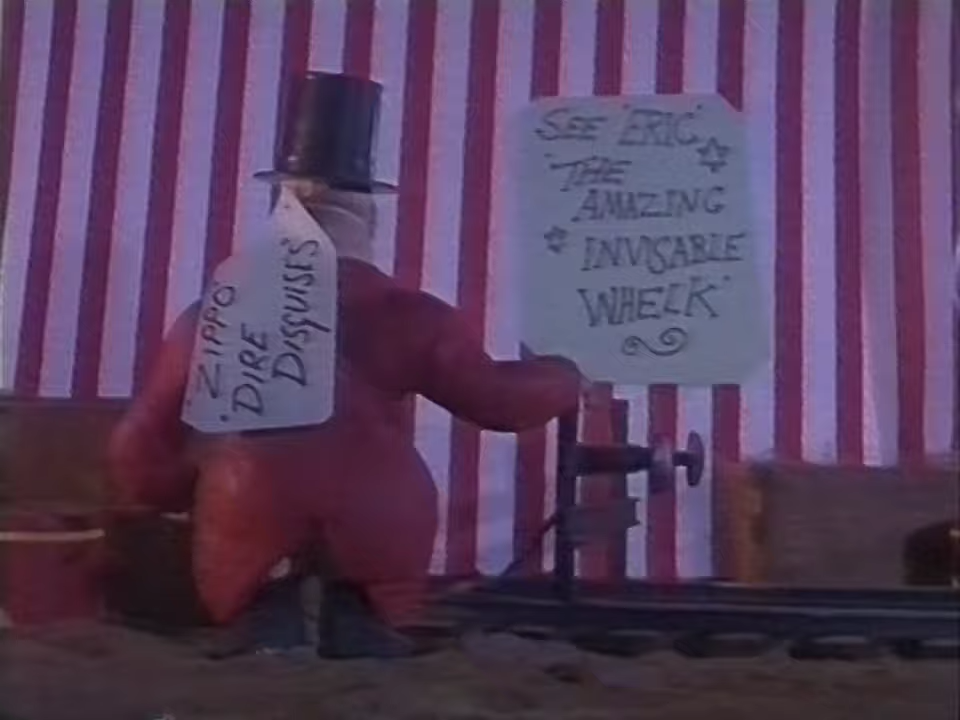 'ZIPPO'
'DIRE
DISGUISES
SEE 'ERIC'
'THE
AMAZING
INVISABLE
WHELK'